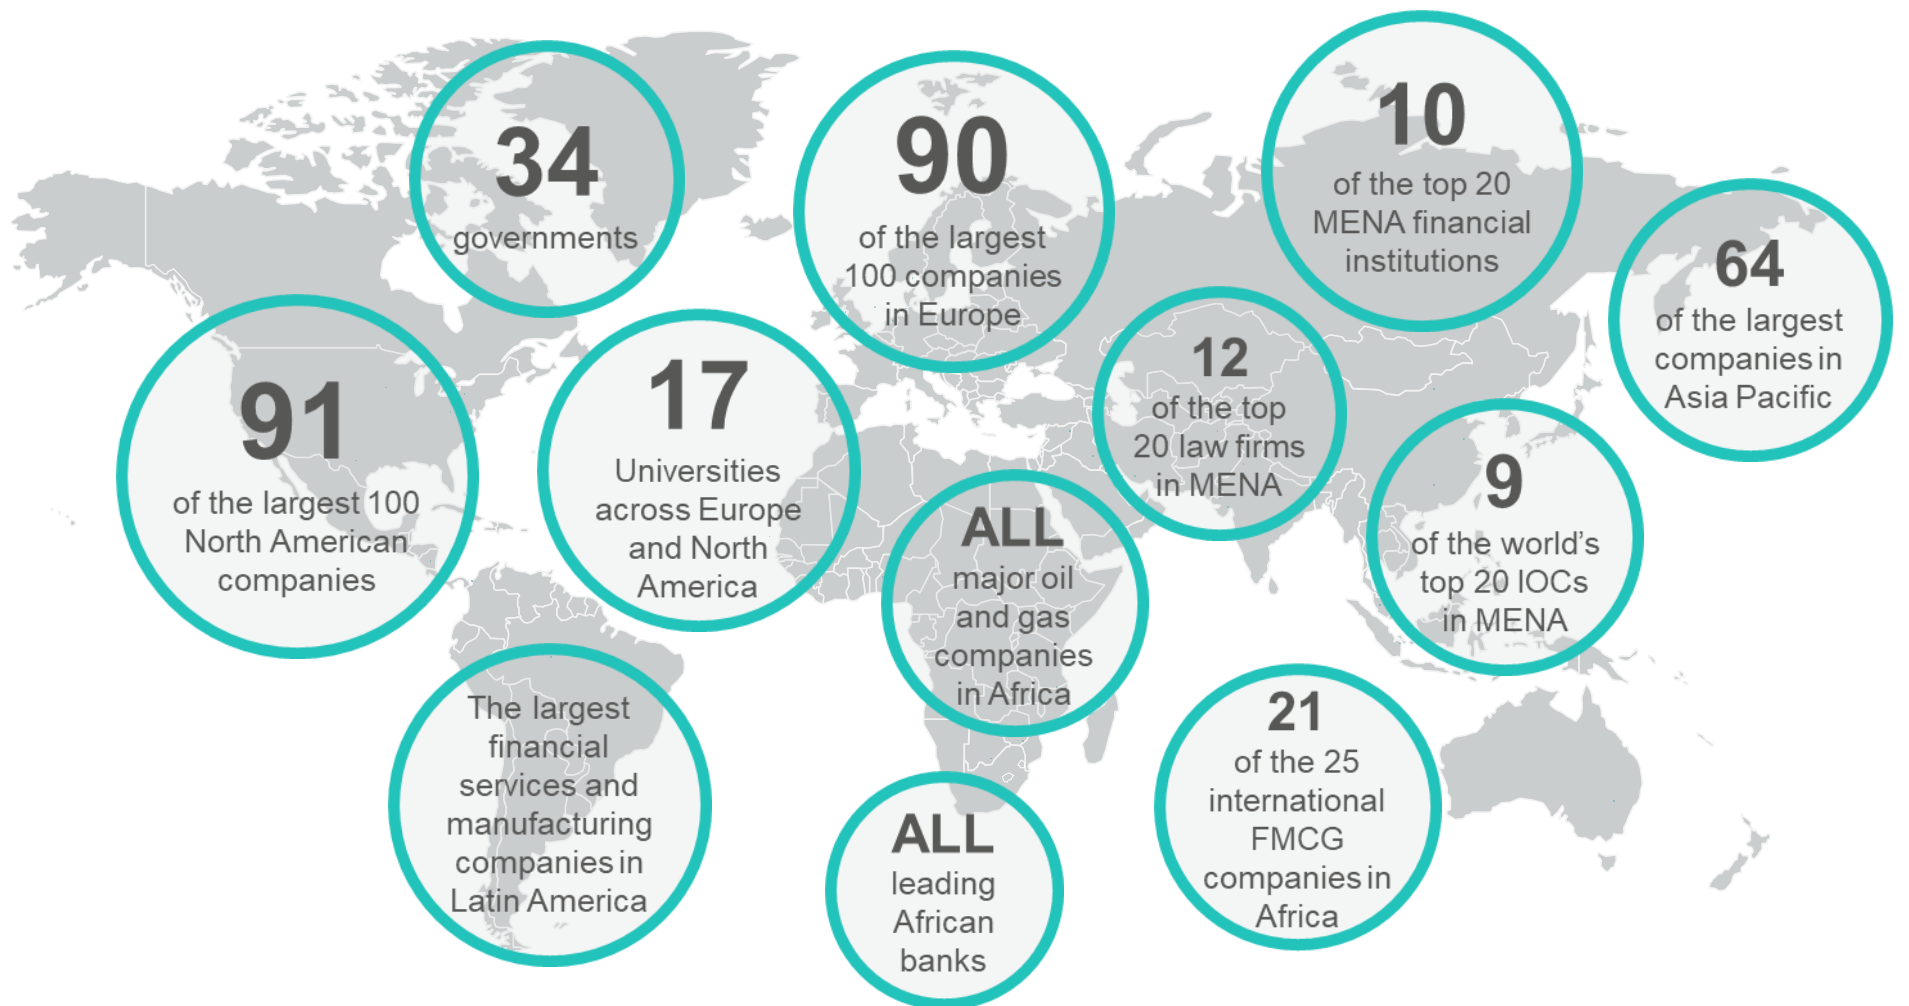 34
governments
90
of the largest
100 companies
in Europe
10
of the top 20
MENA financial
institutions
64
of the largest
companies in
Asia Pacific
91
of the largest 100
North American
companies
17
Universities
across Europe
and North
America
12
of the top
20 law firms
in MENA
9
of the world's
top 20 IOCs
in MENA
ALL
major oil
and gas
companies
in Africa
The largest
financial
services and
manufacturing
companies in
Latin America
ALL
leading
African
banks
21
of the 25
international
FMCG
companies in
Africa